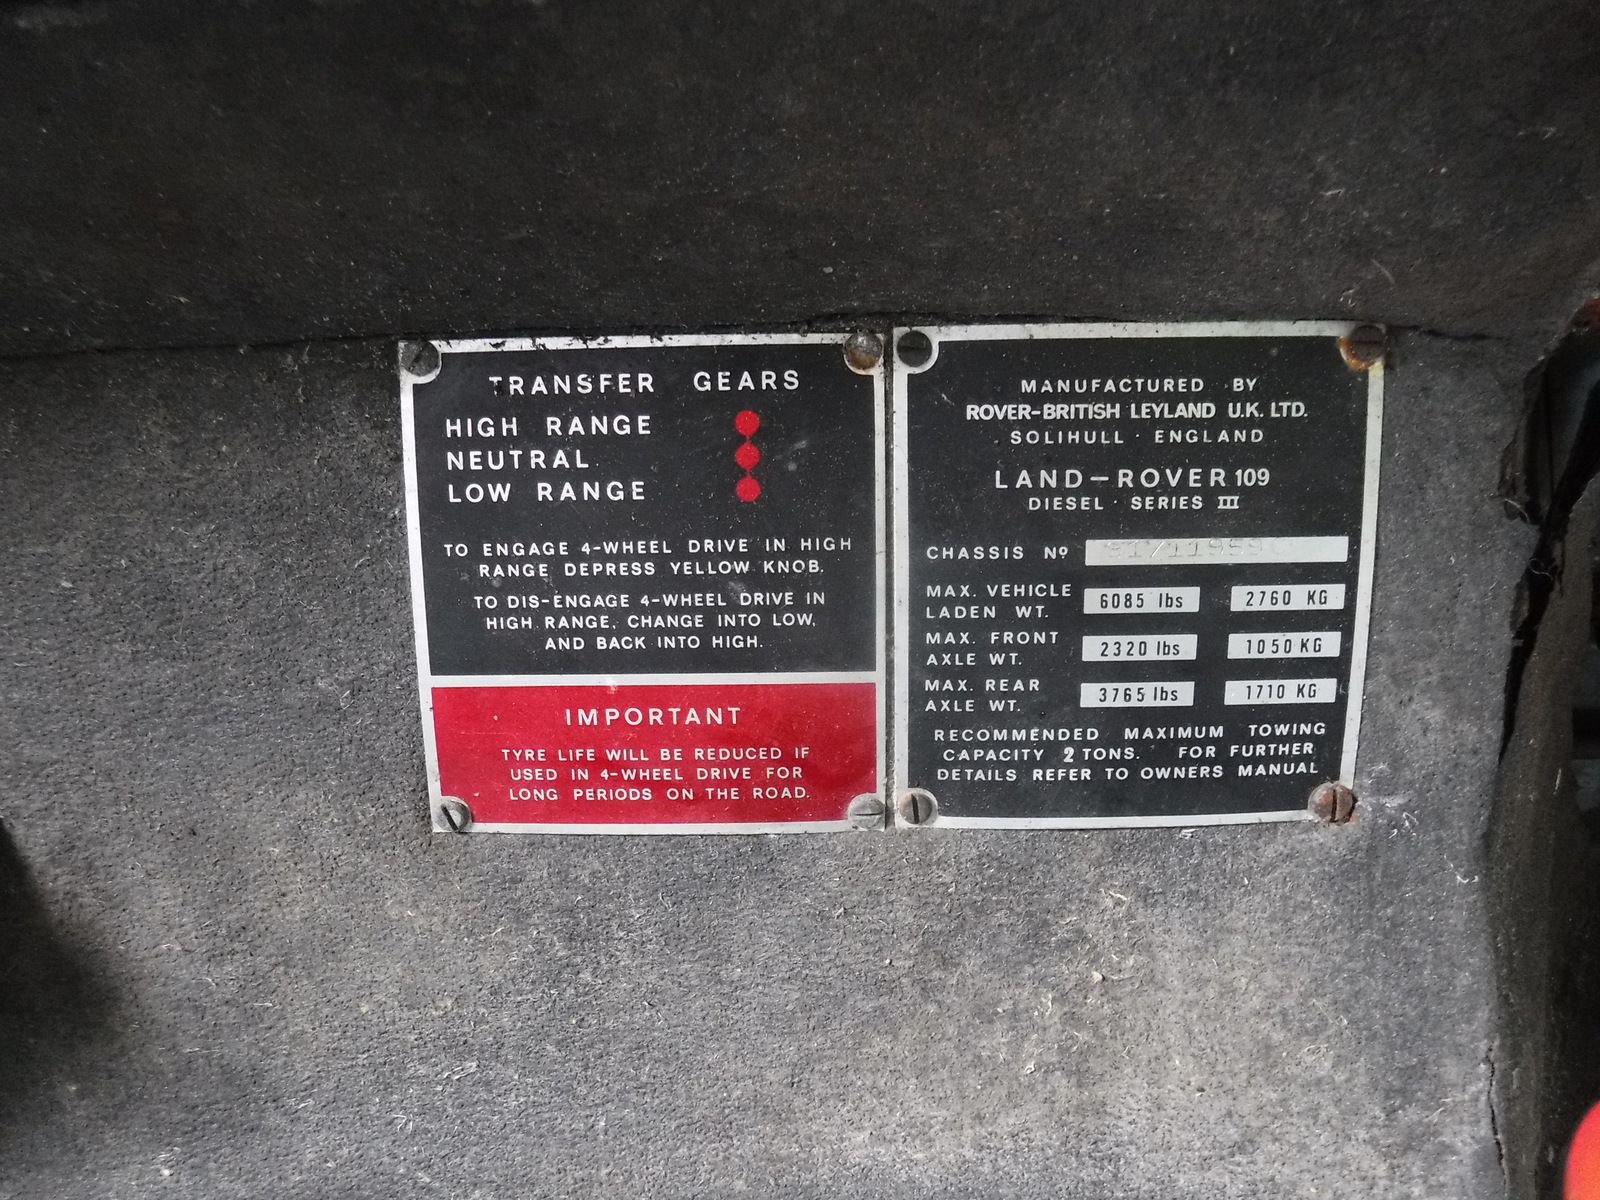 TRANSFER GEARS
HIGH RANGE
NEUTRAL
LOW RANGE
TO ENGAGE 4-WHEEL DRIVE IN HIGH
RANGE DEPRESS YELLOW KNOB.
TO DIS-ENGAGE 4-WHEEL DRIVE IN
HIGH RANGE, CHANGE INTO LOW,
AND BACK INTO HIGH.
IMPORTANT
TYRE LIFE WILL BE REDUCED IF
USED IN 4-WHEEL DRIVE FOR
LONG PERIODS ON THE ROAD.
MANUFACTURED BY
ROVER-BRITISH LEYLAND U.K. LTD.
SOLIHULL · ENGLAND
LAND-ROVER 109
DIESEL · SERIES III
CHASSIS Nº
MAX. VEHICLE LADEN WT. 6085 lbs 2760 KG
MAX. FRONT AXLE WT. 2320 lbs 1050 KG
MAX. REAR AXLE WT. 3765 lbs 1710 KG
RECOMMENDED MAXIMUM TOWING
CAPACITY 2 TONS. FOR FURTHER
DETAILS REFER TO OWNERS MANUAL